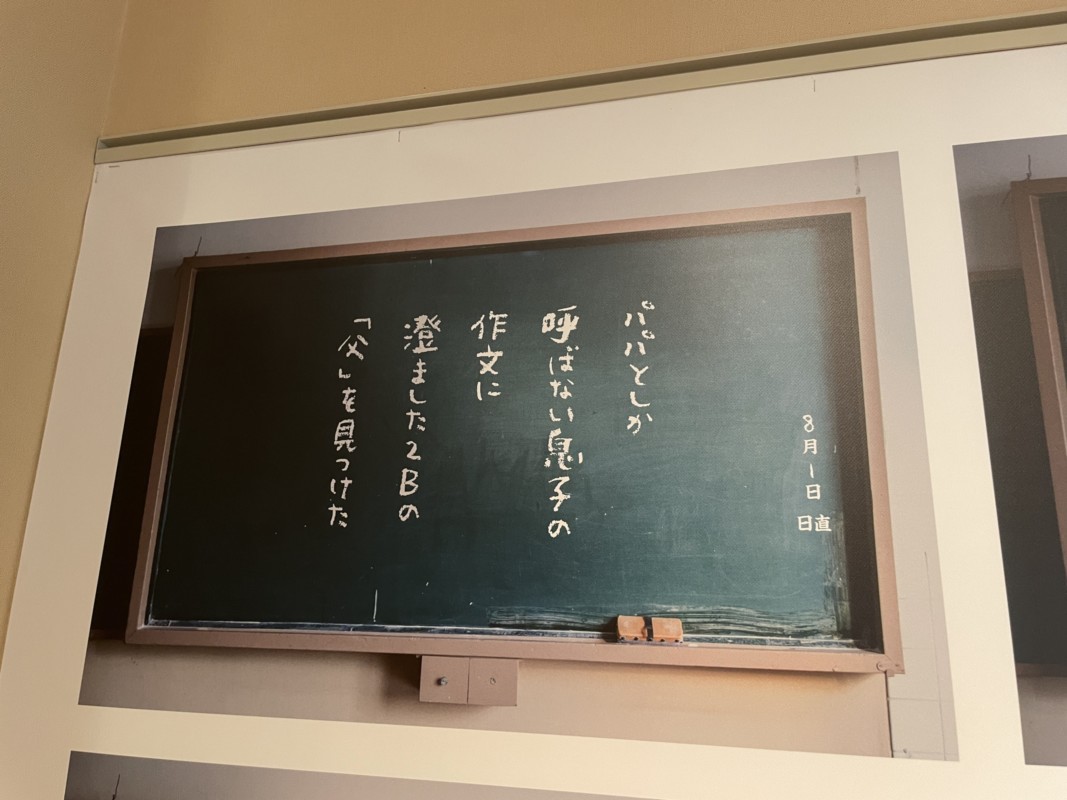 8月1日
日直
パパとしか
呼ばない息子の
作文に
澄ました2Bの
「父」を見つけた